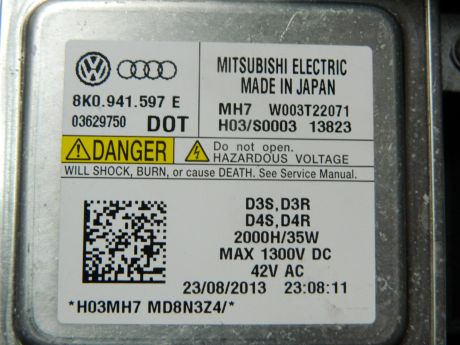 MITSUBISHI ELECTRIC
MADE IN JAPAN
8K0.941.597 E
MH7 W003T22071
03629750 DOT
H03/S0003 13823
DANGER
Do not open.
HAZARDOUS VOLTAGE
WILL SHOCK, BURN, or cause DEATH. See Service Manual.
D3S,D3R
D4S,D4R
2000H/35W
MAX 1300V DC
42V AC
23/08/2013 23:08:11
*H03MH7 MD8N3Z4/*